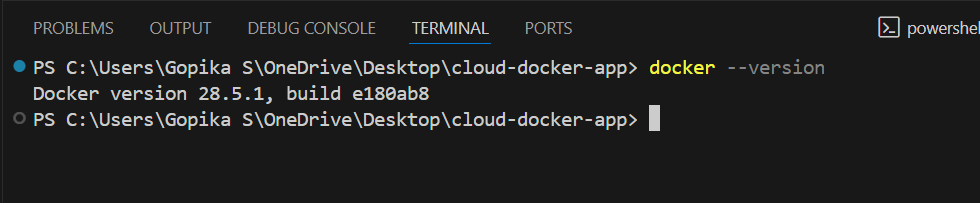 PROBLEMS OUTPUT DEBUG CONSOLE TERMINAL PORTS powershel
PS C:\Users\Gopika S\OneDrive\Desktop\cloud-docker-app> docker --version
Docker version 28.5.1, build e180ab8
PS C:\Users\Gopika S\OneDrive\Desktop\cloud-docker-app>